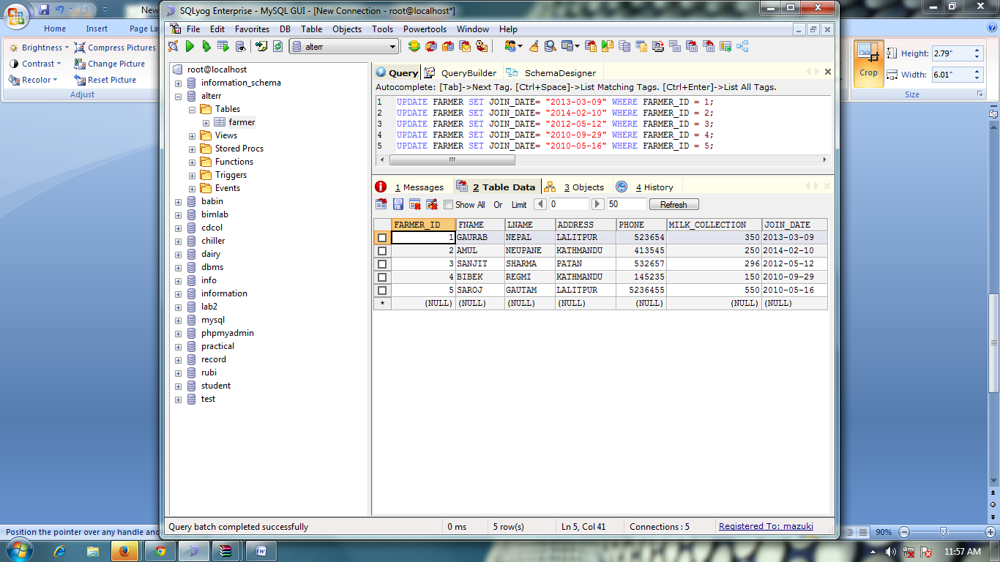 New
SQLyog Enterprise - MySQL GUI - [New Connection - root@localhost*]
Home Insert Page La
File Edit Favorites DB Table Objects Tools Powertools Window Help
Brightness Compress Pictures
Contrast Change Picture
Recolor Reset Picture
Adjust
alterr
Crop
Height: 2.79"
Width: 6.01"
Size
root@localhost
information_schema
alterr
Tables
farmer
Views
Stored Procs
Functions
Triggers
Events
babin
bimlab
cdcol
chiller
dairy
dbms
info
information
lab2
mysql
phpmyadmin
practical
record
rubi
student
test
Query QueryBuilder SchemaDesigner
Autocomplete: [Tab]->Next Tag. [Ctrl+Space]->List Matching Tags. [Ctrl+Enter]->List All Tags.
1 UPDATE FARMER SET JOIN_DATE= "2013-03-09" WHERE FARMER_ID = 1;
2 UPDATE FARMER SET JOIN_DATE= "2014-02-10" WHERE FARMER_ID = 2;
3 UPDATE FARMER SET JOIN_DATE= "2012-05-12" WHERE FARMER_ID = 3;
4 UPDATE FARMER SET JOIN_DATE= "2010-09-29" WHERE FARMER_ID = 4;
5 UPDATE FARMER SET JOIN_DATE= "2010-05-16" WHERE FARMER_ID = 5;
1 Messages 2 Table Data 3 Objects 4 History
Show All Or Limit 0 50 Refresh
FARMER_ID FNAME LNAME ADDRESS PHONE MILK_COLLECTION JOIN_DATE
1 GAURAB NEPAL LALITPUR 523654 350 2013-03-09
2 AMUL NEUPANE KATHMANDU 413545 250 2014-02-10
3 SANJIT SHARMA PATAN 532657 296 2012-05-12
4 BIBEK REGMI KATHMANDU 145235 150 2010-09-29
5 SAROJ GAUTAM LALITPUR 5236455 550 2010-05-16
* (NULL) (NULL) (NULL) (NULL) (NULL) (NULL) (NULL)
Query batch completed successfully 0 ms 5 row(s) Ln 5, Col 41 Connections : 5 Registered To: mazuki
Position the pointer over any handle and
90%
11:57 AM